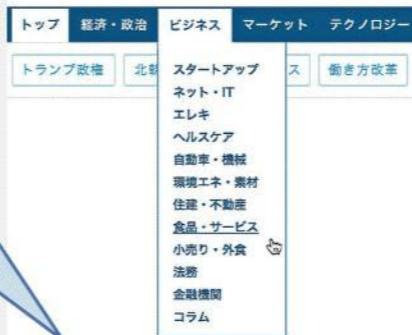 トップ 経済・政治 ビジネス マーケット テクノロジー
トランプ政権 北 ス 働き方改革
スタートアップ
ネット・IT
エレキ
ヘルスケア
自動車・機械
環境エネ・素材
住建・不動産
食品・サービス
小売り・外食
法務
金融機関
コラム